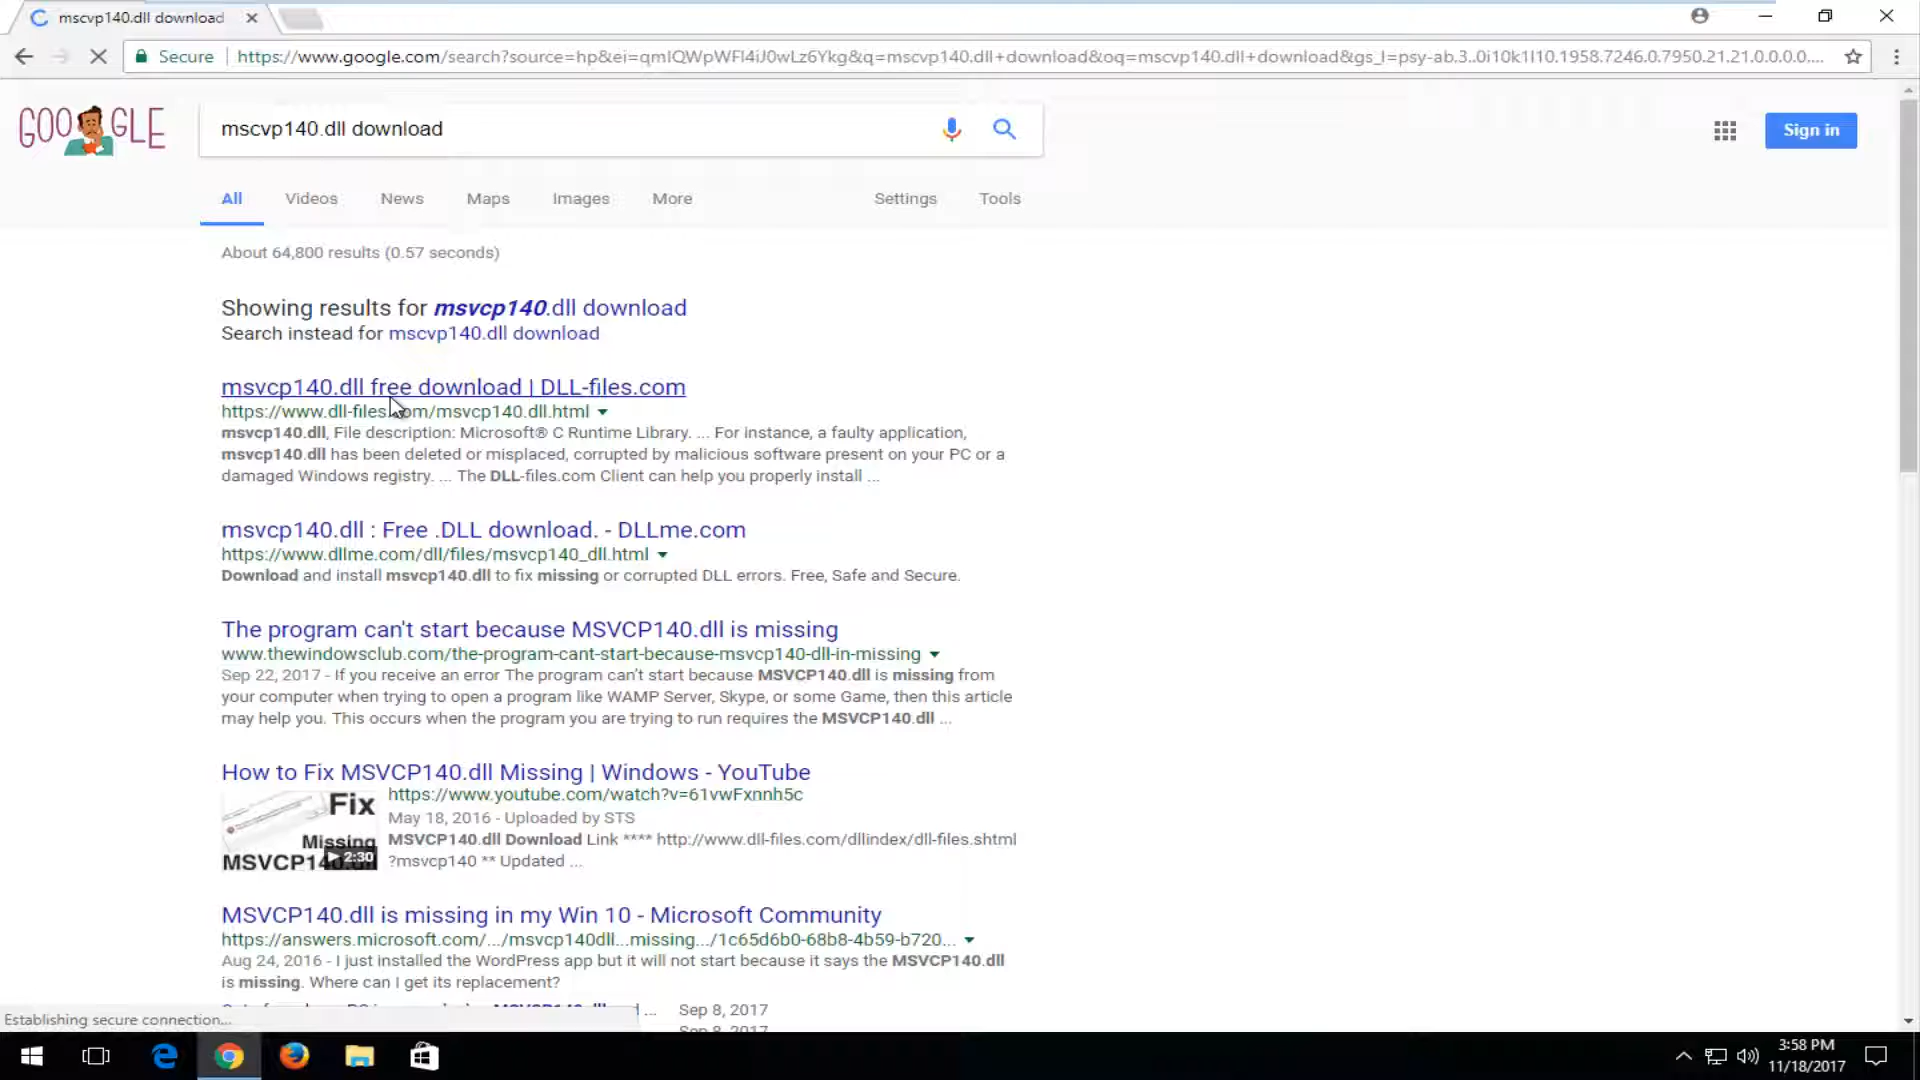 mscvp140.dll download
Secure
https://www.google.com/search?source=hp&ei=qmIQWpWFI4iJ0wLz6Ykg&q=mscvp140.dll+download&oq=mscvp140.dll+download&gs_l=psy-ab.3..0i10k1l10.1958.7246.0.7950.21.21.0.0.0.0....
GOOGLE
mscvp140.dll download
Sign in
All Videos News Maps Images More Settings Tools
About 64,800 results (0.57 seconds)
Showing results for msvcp140.dll download
Search instead for mscvp140.dll download
msvcp140.dll free download | DLL-files.com
https://www.dll-files.com/msvcp140.dll.html
msvcp140.dll, File description: Microsoft® C Runtime Library. ... For instance, a faulty application,
msvcp140.dll has been deleted or misplaced, corrupted by malicious software present on your PC or a
damaged Windows registry. ... The DLL-files.com Client can help you properly install ...
msvcp140.dll : Free .DLL download. - DLLme.com
https://www.dllme.com/dll/files/msvcp140_dll.html
Download and install msvcp140.dll to fix missing or corrupted DLL errors. Free, Safe and Secure.
The program can't start because MSVCP140.dll is missing
www.thewindowsclub.com/the-program-cant-start-because-msvcp140-dll-in-missing
Sep 22, 2017 - If you receive an error The program can't start because MSVCP140.dll is missing from
your computer when trying to open a program like WAMP Server, Skype, or some Game, then this article
may help you. This occurs when the program you are trying to run requires the MSVCP140.dll ...
How to Fix MSVCP140.dll Missing | Windows - YouTube
Fix
Missing
MSVCP140.dll
2:30
https://www.youtube.com/watch?v=61vwFxnnh5c
May 18, 2016 - Uploaded by STS
MSVCP140.dll Download Link **** http://www.dll-files.com/dllindex/dll-files.shtml
?msvcp140 ** Updated ...
MSVCP140.dll is missing in my Win 10 - Microsoft Community
https://answers.microsoft.com/.../msvcp140dll...missing.../1c65d6b0-68b8-4b59-b720...
Aug 24, 2016 - I just installed the WordPress app but it will not start because it says the MSVCP140.dll
is missing. Where can I get its replacement?
Sep 8, 2017
Sep 8, 2017
Establishing secure connection...
3:58 PM
11/18/2017